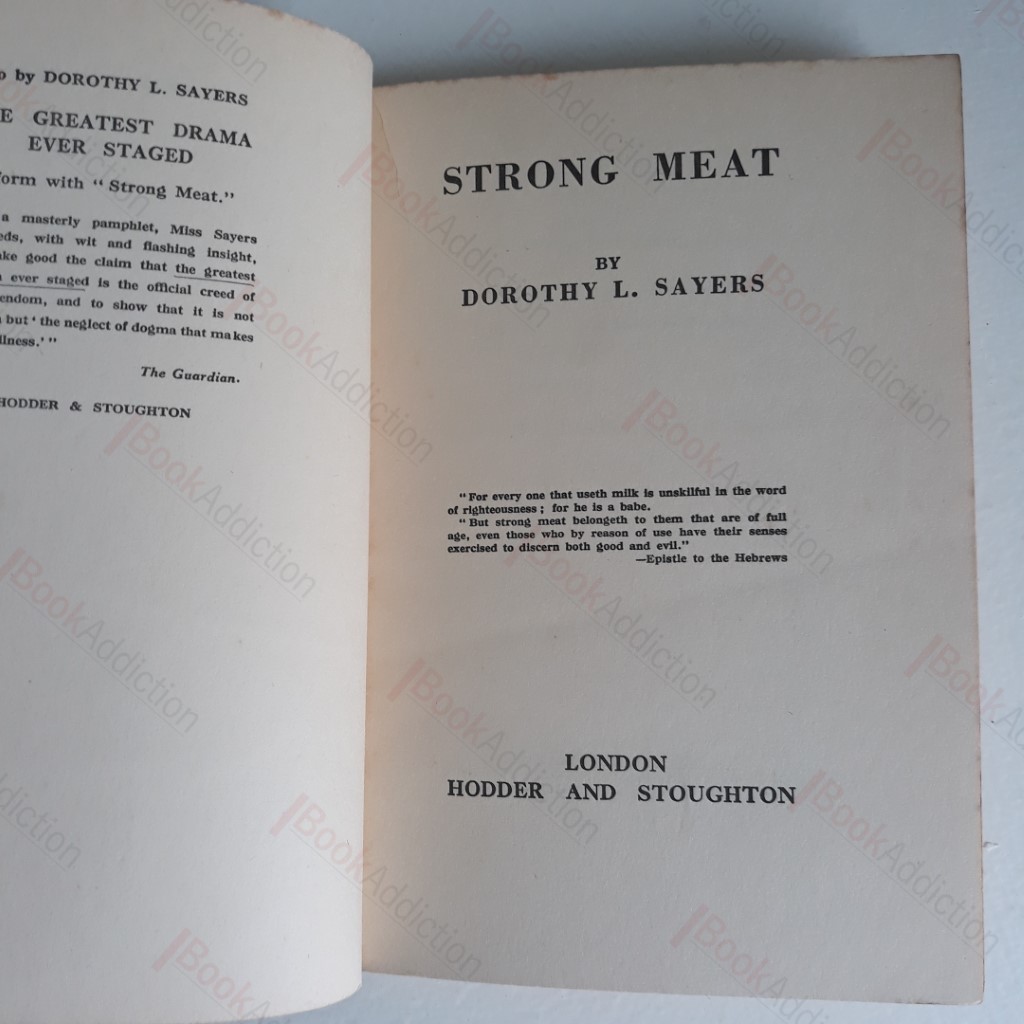 by DOROTHY L. SAYERS
GREATEST DRAMA
EVER STAGED
with "Strong Meat."
a masterly pamphlet, Miss Sayers
with wit and flashing insight,
good the claim that the greatest
ever staged is the official creed of
and to show that it is not
but ' the neglect of dogma that makes
The Guardian.
HODDER & STOUGHTON
STRONG MEAT
BY
DOROTHY L. SAYERS
"For every one that useth milk is unskilful in the word
of righteousness; for he is a babe.
"But strong meat belongeth to them that are of full
age, even those who by reason of use have their senses
exercised to discern both good and evil."
—Epistle to the Hebrews
LONDON
HODDER AND STOUGHTON
BookAddiction